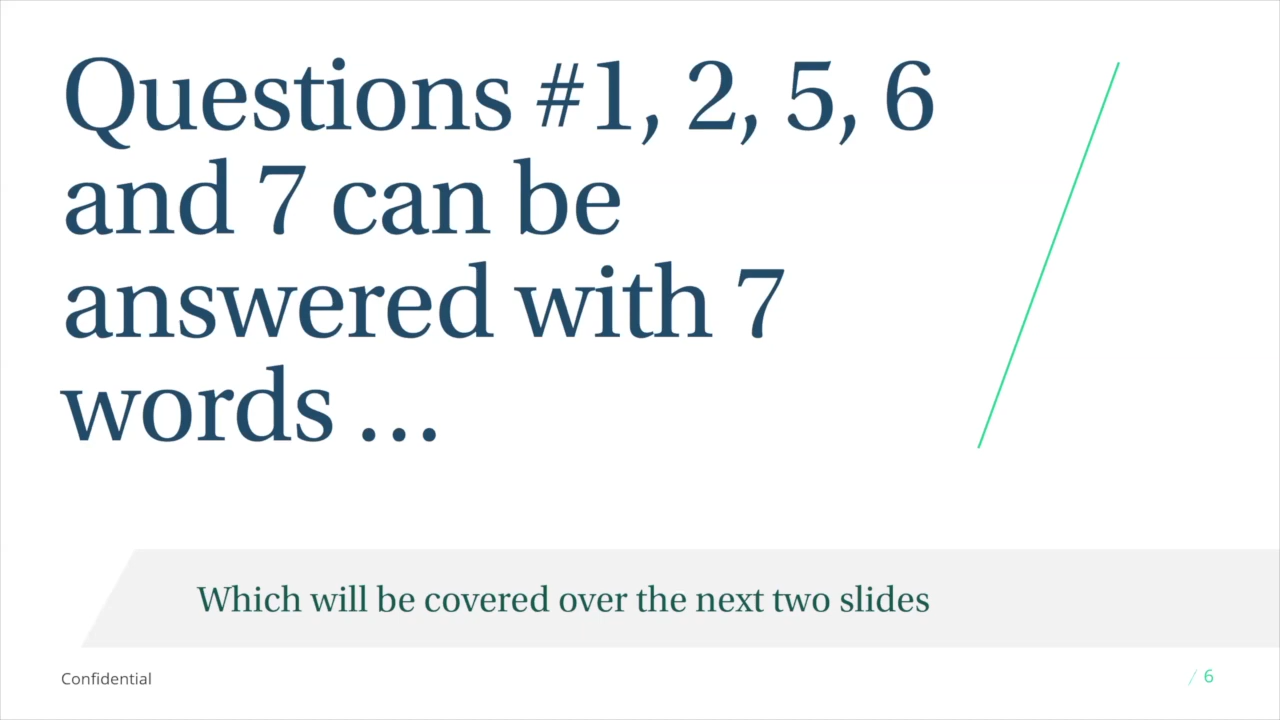 Questions #1, 2, 5, 6
and 7 can be
answered with 7
words ...
Which will be covered over the next two slides
Confidential
/ 6